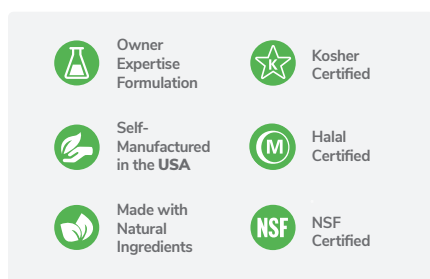 Owner
Expertise
Formulation
K
Kosher
Certified
Self-
Manufactured
in the USA
M
Halal
Certified
Made with
Natural
Ingredients
NSF
NSF
Certified